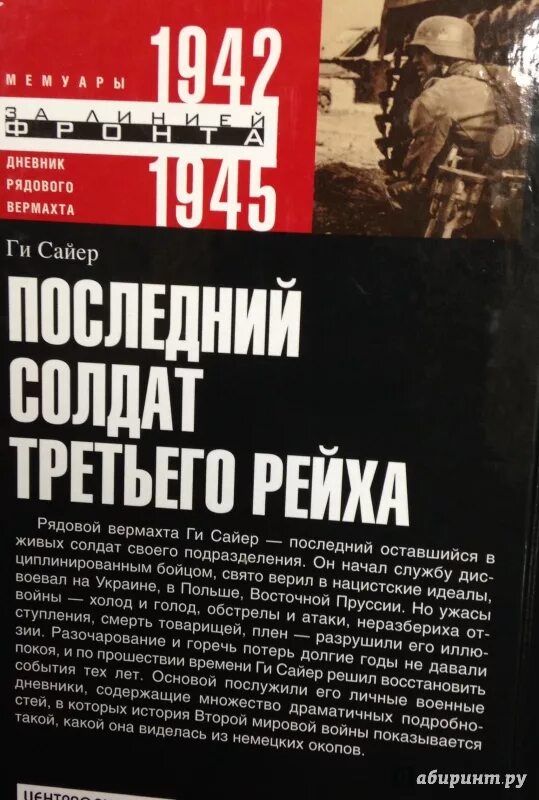 МЕМУАРЫ
1942
ЗА ЛИНИЕЙ
ФРОНТА
ДНЕВНИК
РЯДОВОГО
ВЕРМАХТА
1945
Ги Сайер
ПОСЛЕДНИЙ
СОЛДАТ
ТРЕТЬЕГО РЕЙХА
Рядовой вермахта Ги Сайер — последний оставшийся в
живых солдат своего подразделения. Он начал службу дис-
циплинированным бойцом, свято верил в нацистские идеалы,
воевал на Украине, в Польше, Восточной Пруссии. Но ужасы
войны — холод и голод, обстрелы и атаки, неразбериха от-
ступления, смерть товарищей, плен — разрушили его иллю-
зии. Разочарование и горечь потерь долгие годы не давали
покоя, и по прошествии времени Ги Сайер решил восстановить
события тех лет. Основой послужили его личные военные
дневники, содержащие множество драматичных подробно-
стей, в которых история Второй мировой войны показывается
такой, какой она виделась из немецких окопов.
абиринт.ру